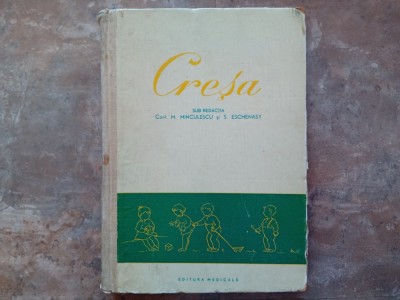 Creșa
SUB REDACȚIA
Conf. M. MINCULESCU și S. ESCHENASY
EDITURA MEDICALĂ